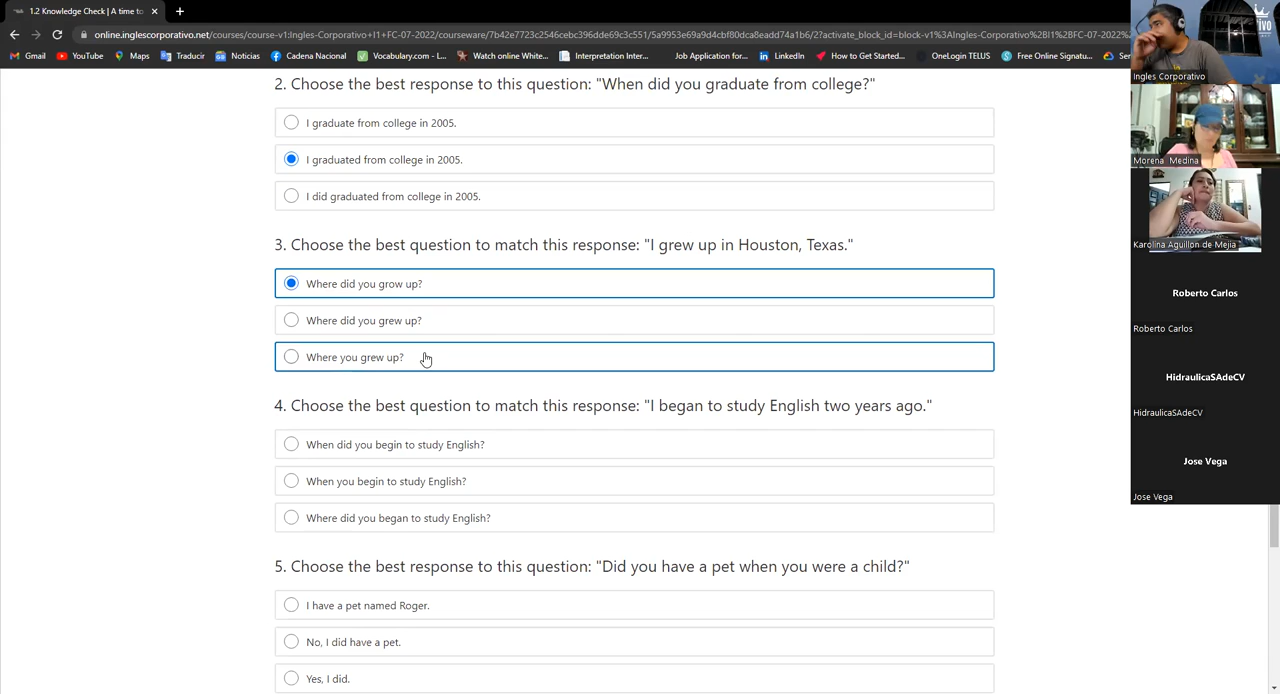 1.2 Knowledge Check | A time to
online.inglescorporativo.net/courses/course-v1:Ingles-Corporativo+I1+FC-07-2022/courseware/7b42e7723c2546cebc396dde69c3c551/5a9953e69a9d4cbf80dca8eadd74a1b6/2?activate_block_id=block-v1%3AIngles-Corporativo%2BI1%2BFC-07-2022%
Gmail
YouTube
Maps
Traducir
Noticias
Cadena Nacional
Vocabulary.com - L...
Watch online White...
Interpretation Inter...
Job Application for...
LinkedIn
How to Get Started...
OneLogin TELUS
Free Online Signatu...
Se
2. Choose the best response to this question: "When did you graduate from college?"
I graduate from college in 2005.
I graduated from college in 2005.
I did graduated from college in 2005.
3. Choose the best question to match this response: "I grew up in Houston, Texas."
Where did you grow up?
Where did you grew up?
Where you grew up?
4. Choose the best question to match this response: "I began to study English two years ago."
When did you begin to study English?
When you begin to study English?
Where did you began to study English?
5. Choose the best response to this question: "Did you have a pet when you were a child?"
I have a pet named Roger.
No, I did have a pet.
Yes, I did.
Ingles Corporativo
Morena Medina
Karolina Aguillon de Mejia
Roberto Carlos
Roberto Carlos
HidraulicaSAdeCV
HidraulicaSAdeCV
Jose Vega
Jose Vega